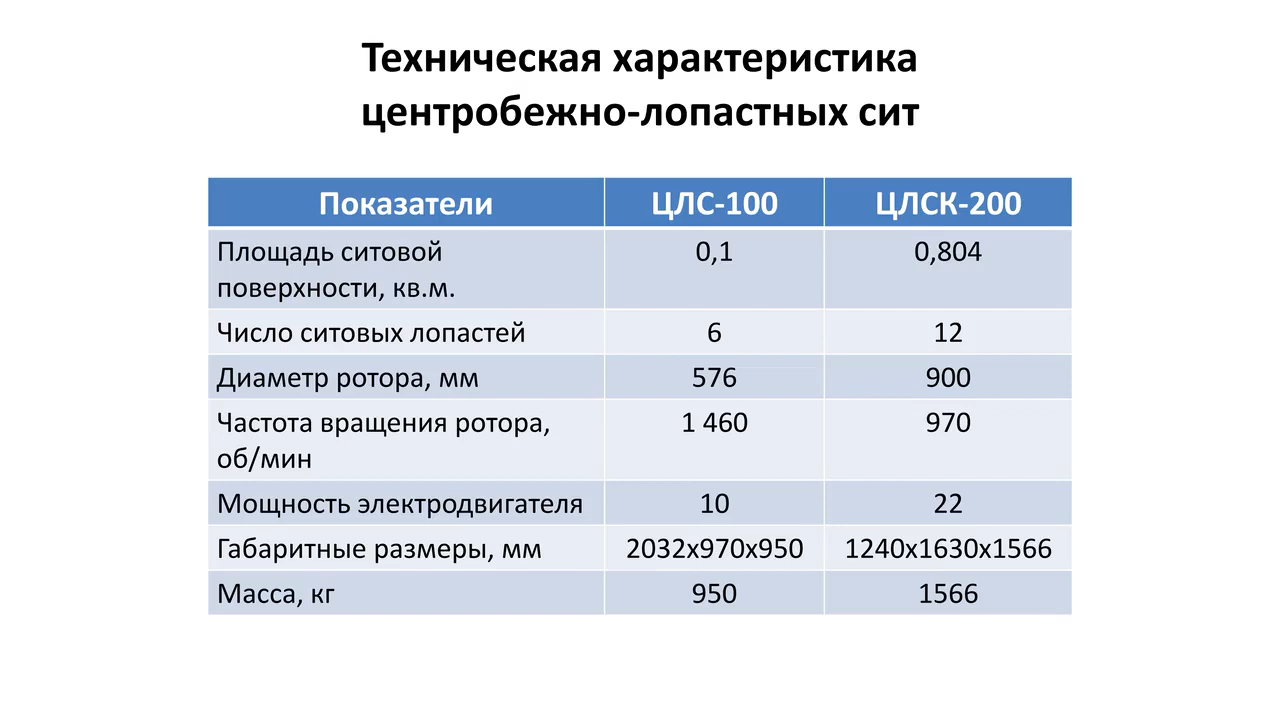 Техническая характеристика
центробежно-лопастных сит
Показатели ЦЛС-100 ЦЛСК-200
Площадь ситовой 0,1 0,804
поверхности, кв.м.
Число ситовых лопастей 6 12
Диаметр ротора, мм 576 900
Частота вращения ротора, 1 460 970
об/мин
Мощность электродвигателя 10 22
Габаритные размеры, мм 2032х970х950 1240х1630х1566
Масса, кг 950 1566